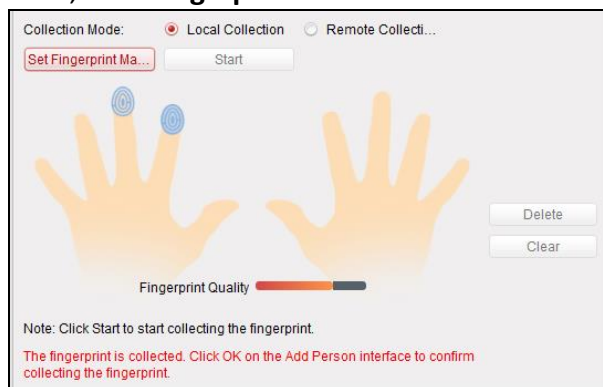 Collection Mode: Local Collection Remote Collecti...
Set Fingerprint Ma... Start
Delete
Clear
Fingerprint Quality
Note: Click Start to start collecting the fingerprint.
The fingerprint is collected. Click OK on the Add Person interface to confirm
collecting the fingerprint.